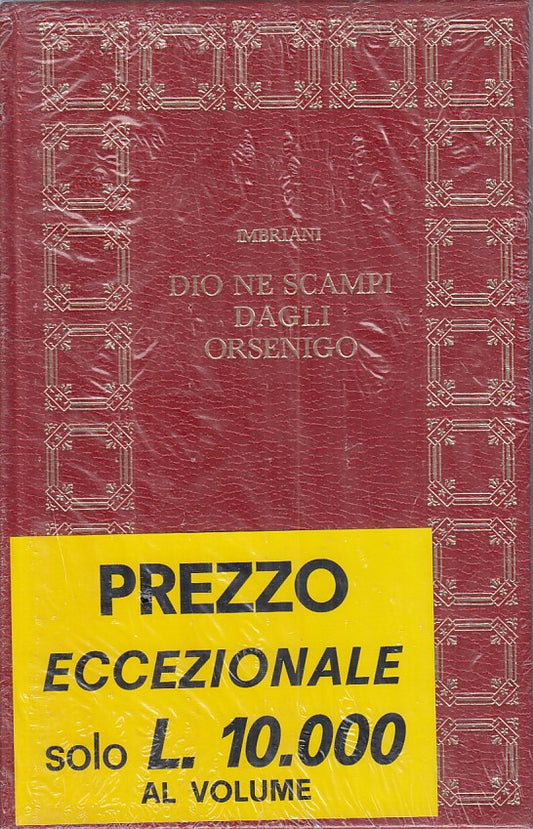 IMBRIANI
DIO NE SCAMPI
DAGLI
ORSENIGO
PREZZO
ECCEZIONALE
solo L. 10.000
AL VOLUME